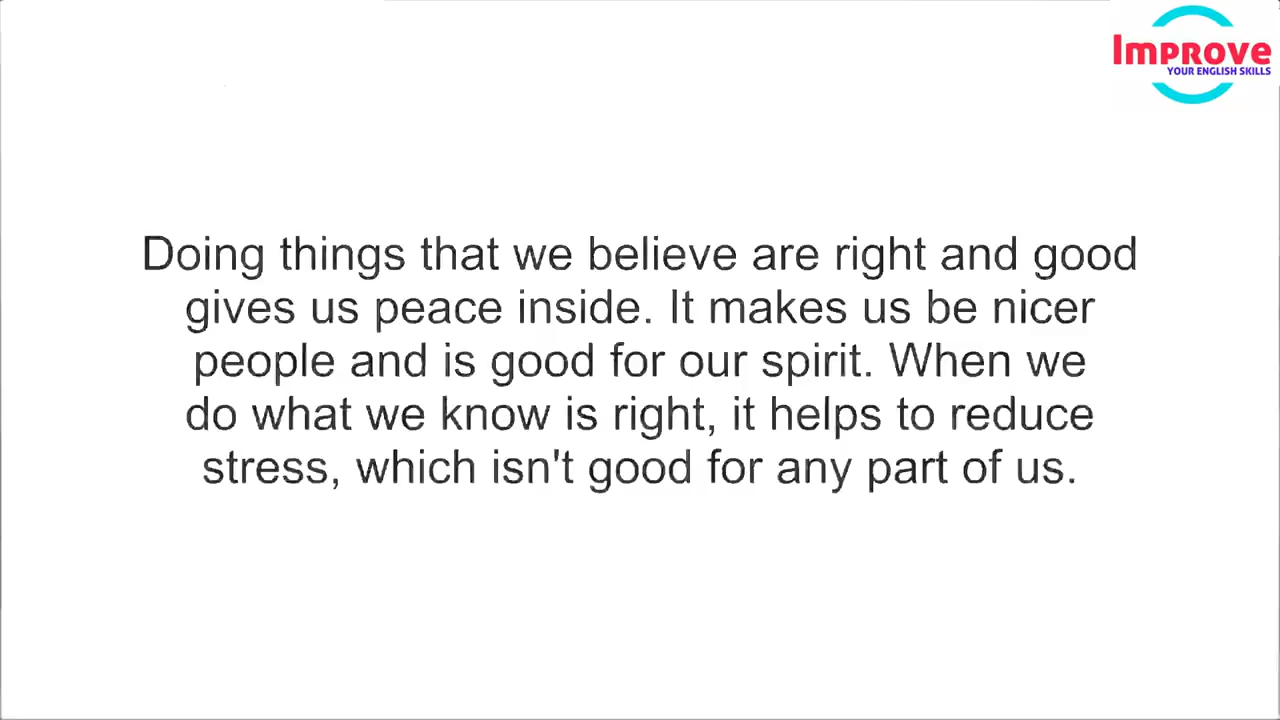 Improve
YOUR ENGLISH SKILLS
Doing things that we believe are right and good
gives us peace inside. It makes us be nicer
people and is good for our spirit. When we
do what we know is right, it helps to reduce
stress, which isn't good for any part of us.